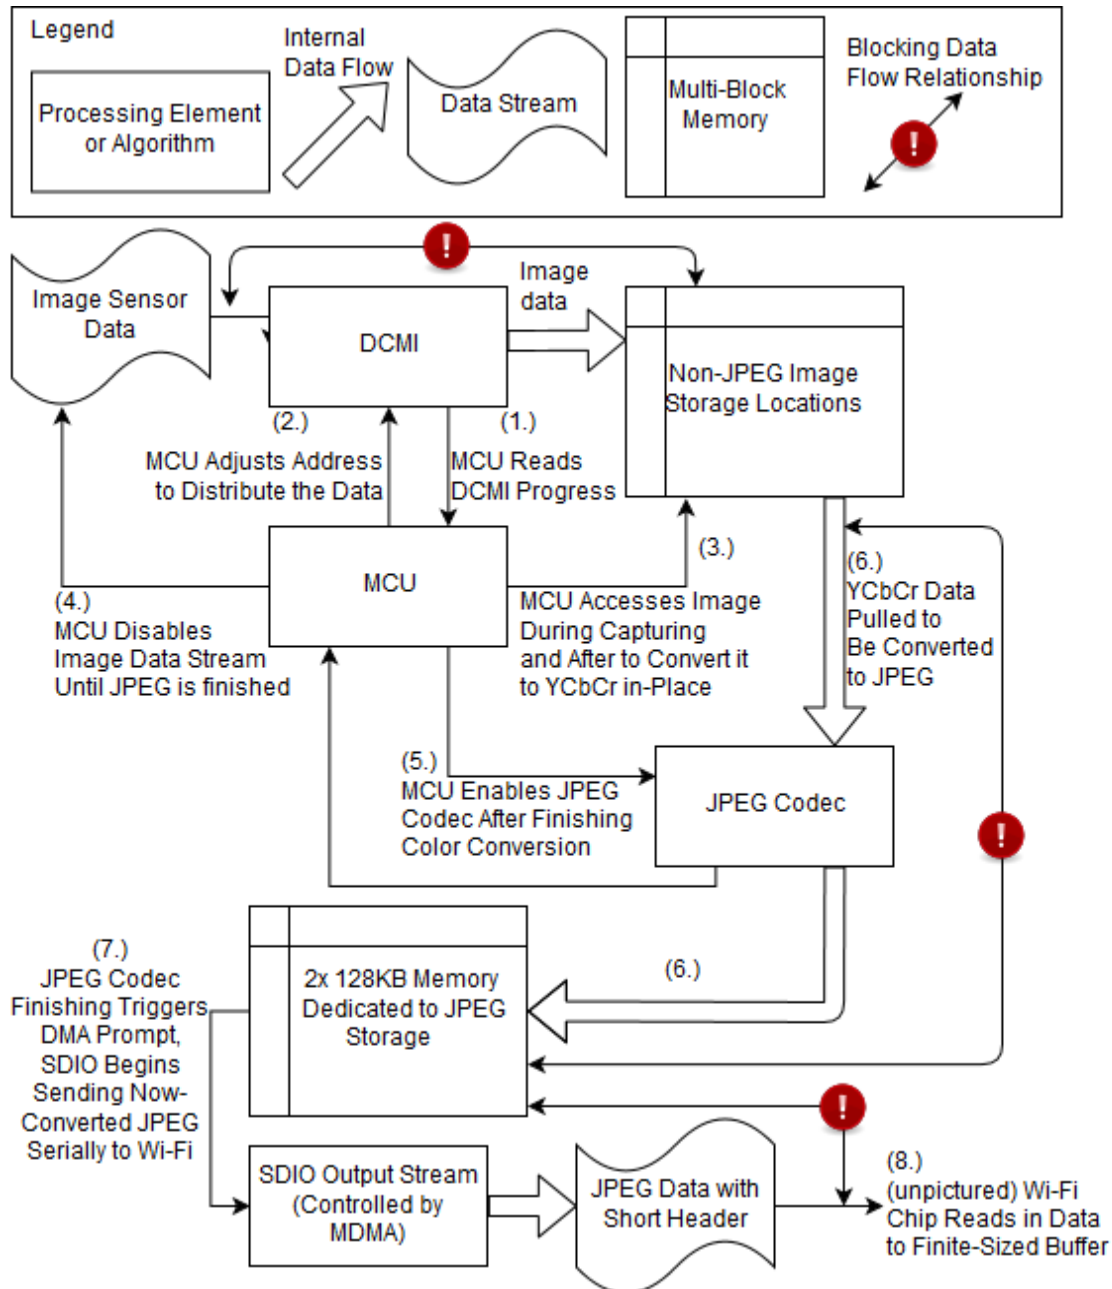 Legend
Processing Element
or Algorithm
Internal
Data Flow
Data Stream
Multi-Block
Memory
Blocking Data
Flow Relationship
!
!
Image Sensor
Data
DCMI
Image
data
Non-JPEG Image
Storage Locations
(2.)
MCU Adjusts Address
to Distribute the Data
(1.)
MCU Reads
DCMI Progress
MCU
(3.)
MCU Accesses Image
During Capturing
and After to Convert it
to YCbCr in-Place
(4.)
MCU Disables
Image Data Stream
Until JPEG is finished
(6.)
YCbCr Data
Pulled to
Be Converted
to JPEG
(5.)
MCU Enables JPEG
Codec After Finishing
Color Conversion
JPEG Codec
!
(6.)
2x 128KB Memory
Dedicated to JPEG
Storage
(7.)
JPEG Codec
Finishing Triggers
DMA Prompt,
SDIO Begins
Sending Now-
Converted JPEG
Serially to Wi-Fi
!
SDIO Output Stream
(Controlled by
MDMA)
JPEG Data with
Short Header
(8.)
(unpictured) Wi-Fi
Chip Reads in Data
to Finite-Sized Buffer